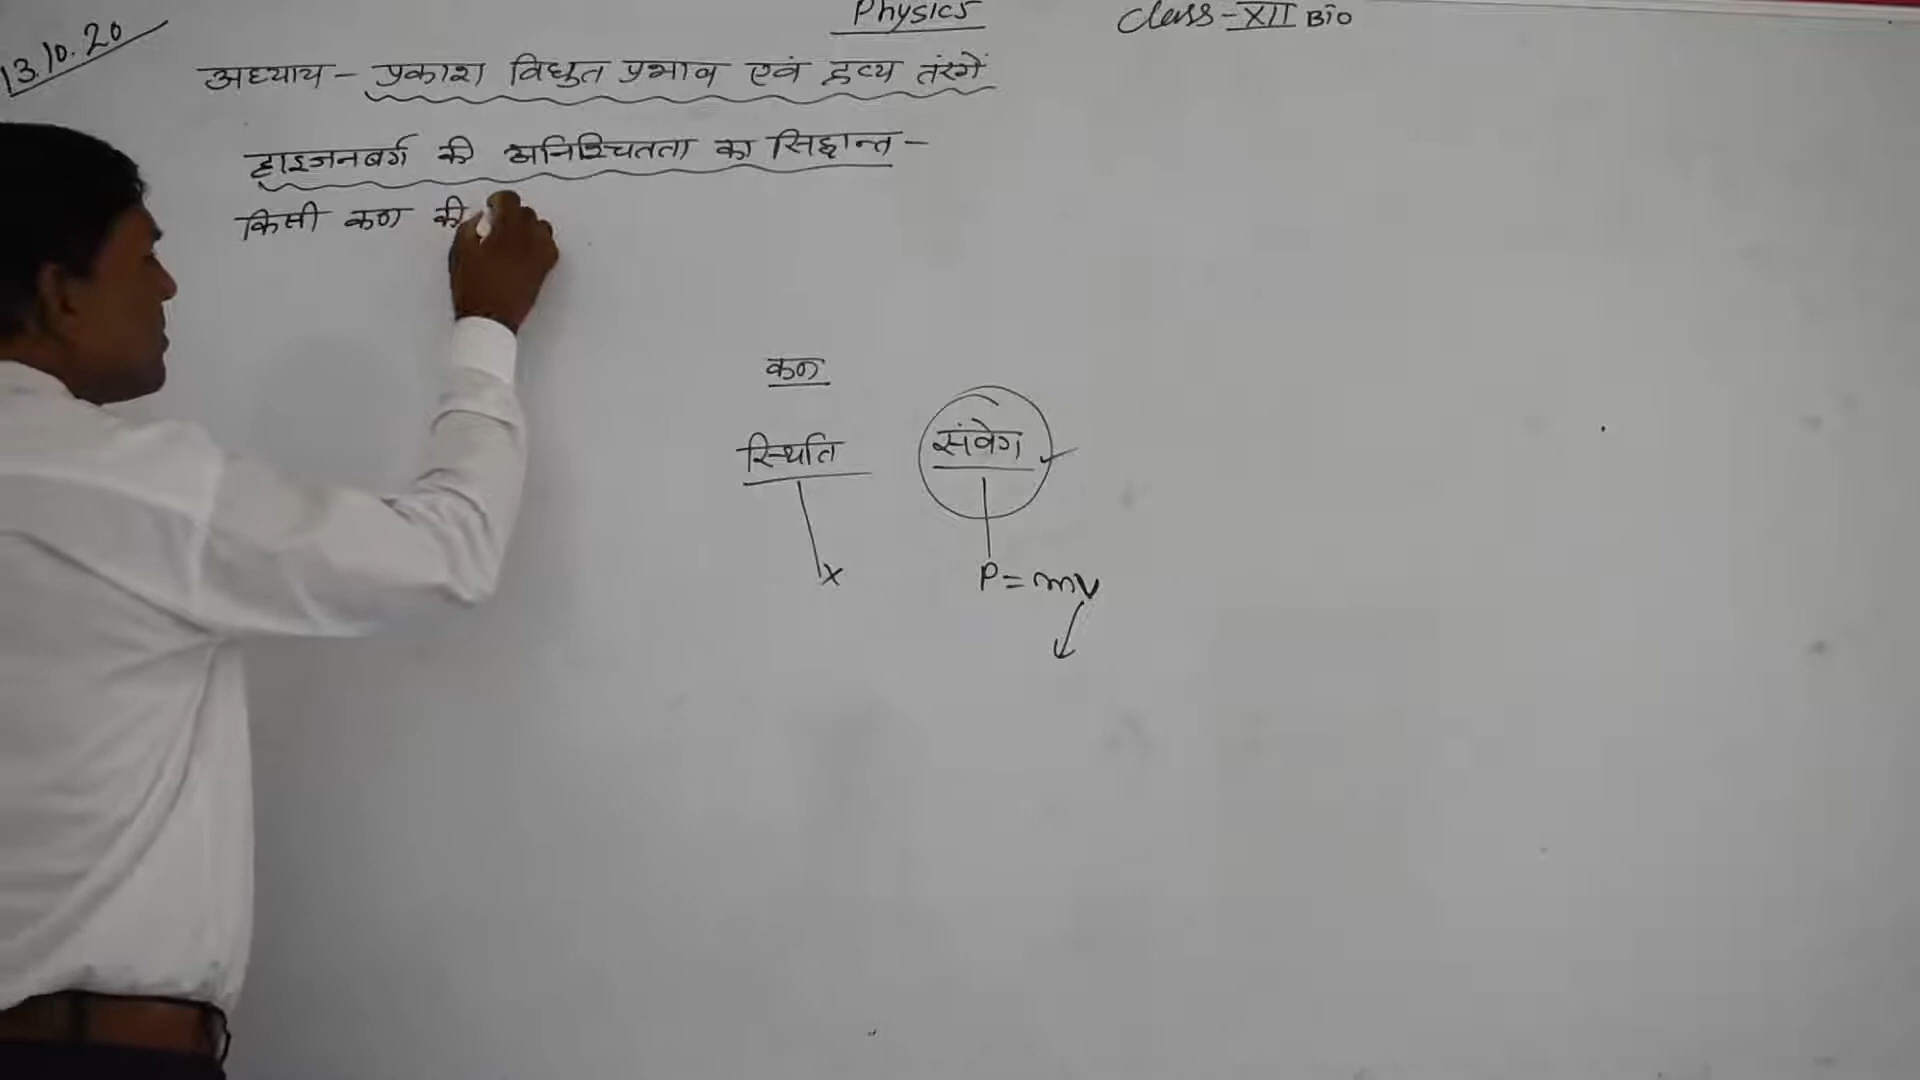 Physics
Class-XII Bio
13.10.20
अध्याय - प्रकाश विधुत प्रभाव एवं द्रव्य तरंगें
हाइजनबर्ग की अनिश्चितता का सिद्धान्त -
किसी कण की
कण
स्थिति
संवेग
x
P = mv